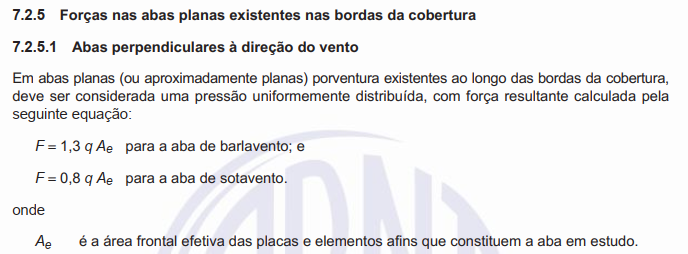 7.2.5 Forças nas abas planas existentes nas bordas da cobertura
7.2.5.1 Abas perpendiculares à direção do vento
Em abas planas (ou aproximadamente planas) porventura existentes ao longo das bordas da cobertura,
deve ser considerada uma pressão uniformemente distribuída, com força resultante calculada pela
seguinte equação:
F = 1,3 q Ae para a aba de barlavento; e
F = 0,8 q Ae para a aba de sotavento.
onde
Ae é a área frontal efetiva das placas e elementos afins que constituem a aba em estudo.